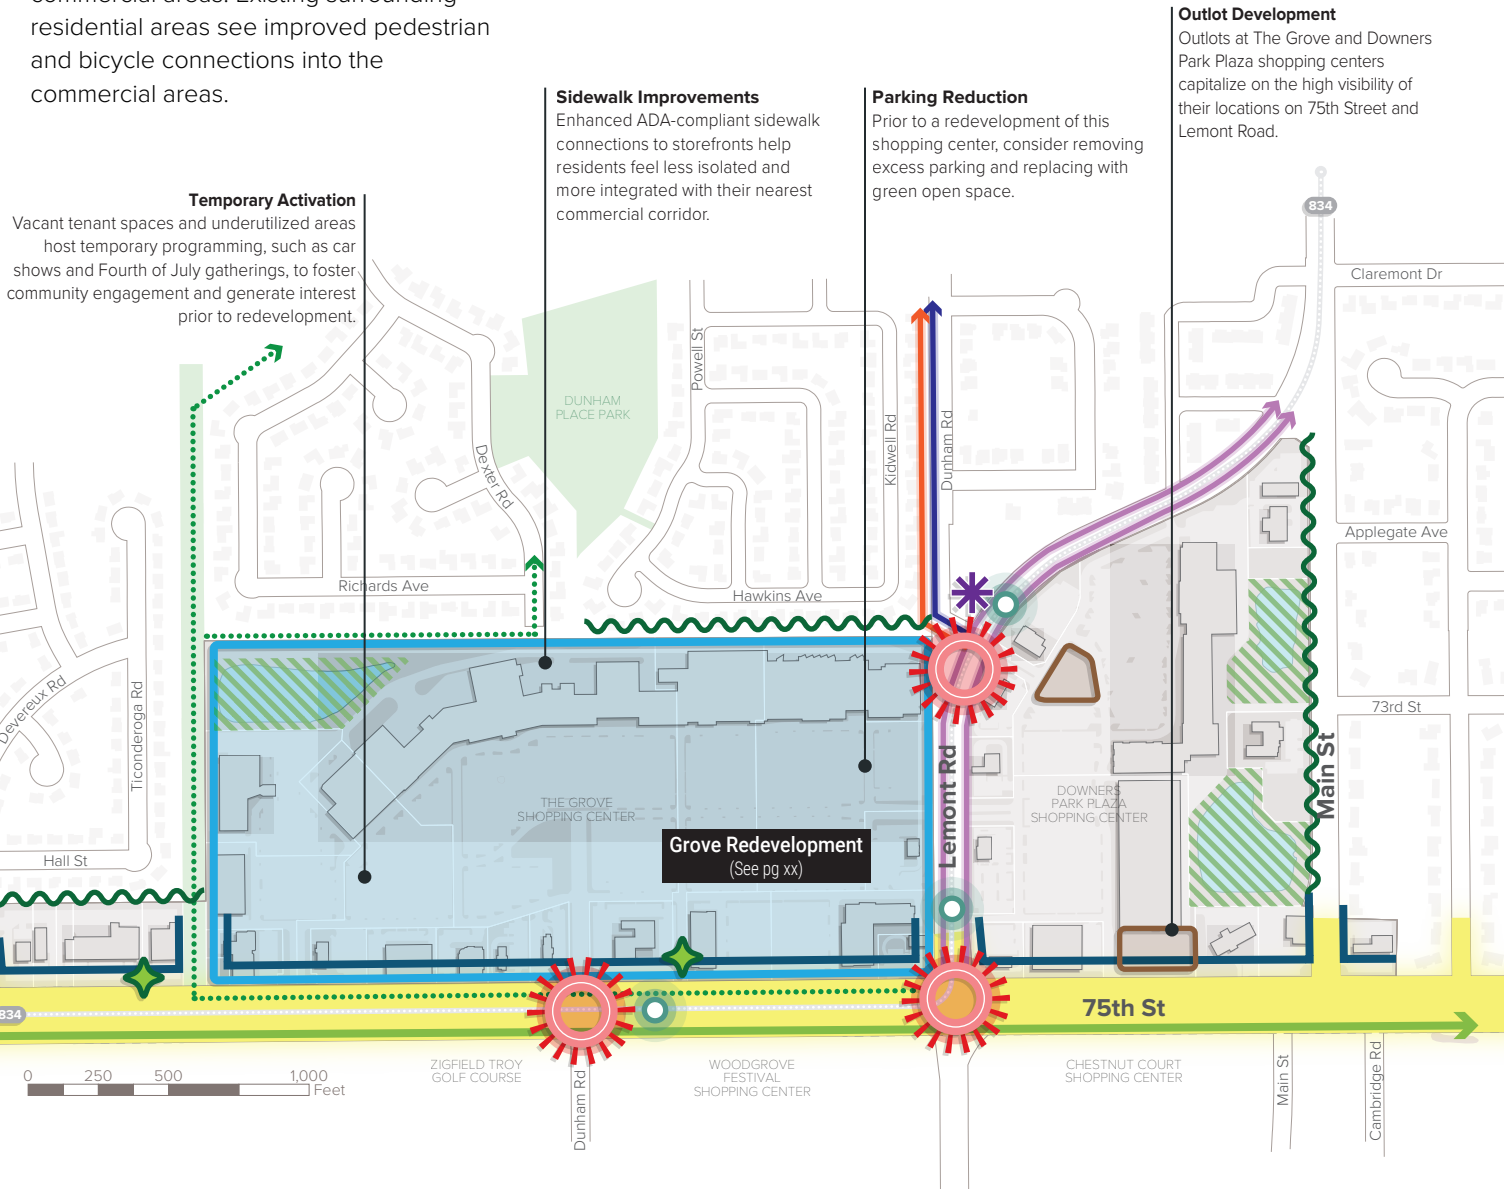 residential areas see improved pedestrian
and bicycle connections into the
commercial areas.
Outlot Development
Outlots at The Grove and Downers
Park Plaza shopping centers
capitalize on the high visibility of
their locations on 75th Street and
Lemont Road.
Sidewalk Improvements
Enhanced ADA-compliant sidewalk
connections to storefronts help
residents feel less isolated and
more integrated with their nearest
commercial corridor.
Parking Reduction
Prior to a redevelopment of this
shopping center, consider removing
excess parking and replacing with
green open space.
Temporary Activation
Vacant tenant spaces and underutilized areas
host temporary programming, such as car
shows and Fourth of July gatherings, to foster
community engagement and generate interest
prior to redevelopment.
834
Claremont Dr
Powell St
DUNHAM
PLACE PARK
Kidwell Rd
Dunham Rd
Dexter Rd
Applegate Ave
Richards Ave
Hawkins Ave
Devereux Rd
Ticonderoga Rd
73rd St
Main St
Lemont Rd
THE GROVE
SHOPPING CENTER
DOWNERS
PARK PLAZA
SHOPPING CENTER
Grove Redevelopment
(See pg xx)
Hall St
834
75th St
ZIGFIELD TROY
GOLF COURSE
WOODGROVE
FESTIVAL
SHOPPING CENTER
CHESTNUT COURT
SHOPPING CENTER
Dunham Rd
Main St
Cambridge Rd
0 250 500 1,000
Feet